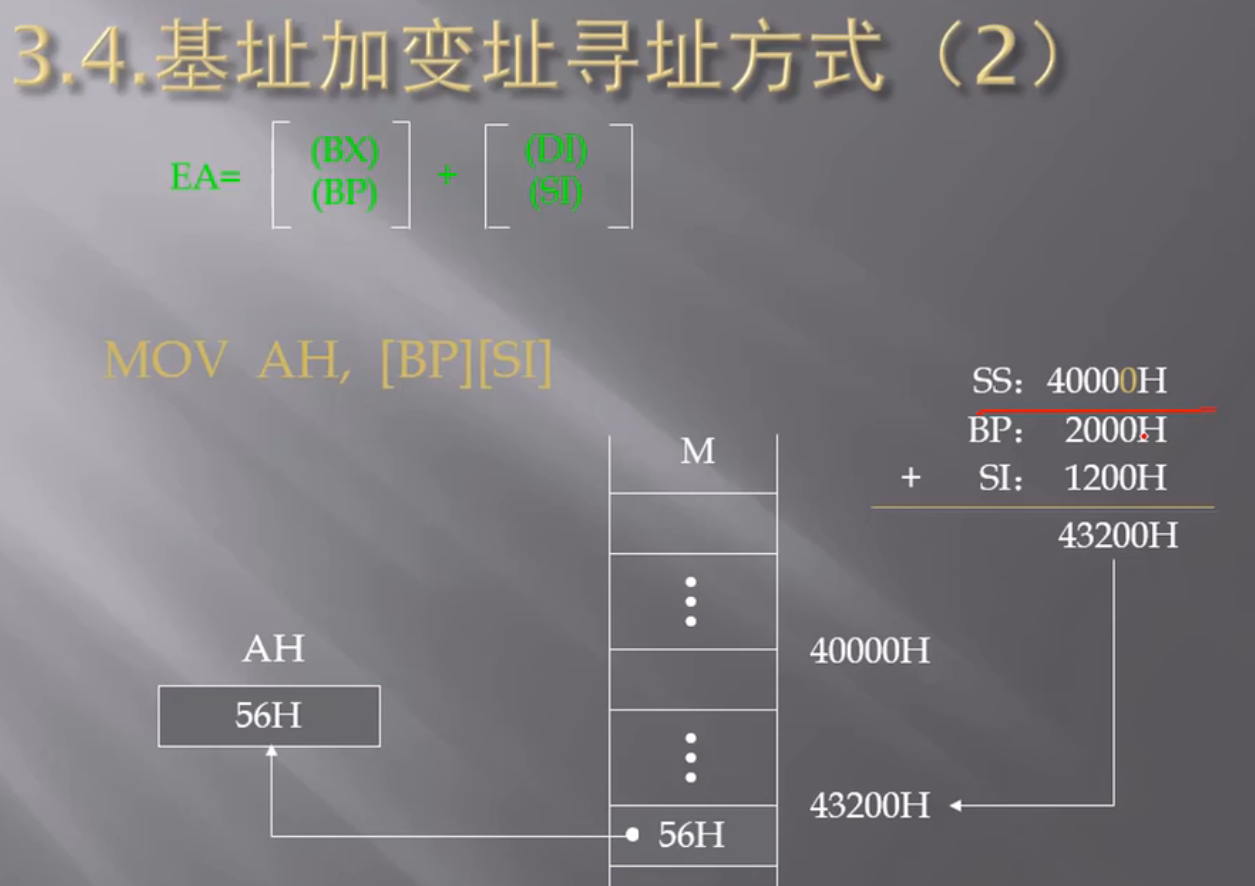 3.4.基址加变址寻址方式（2）
(BX) (DI)
EA= +
(BP) (SI)
MOV AH, [BP][SI]
SS： 40000H
BP： 2000H
+ SI： 1200H
43200H
M
40000H
AH
56H
43200H
56H